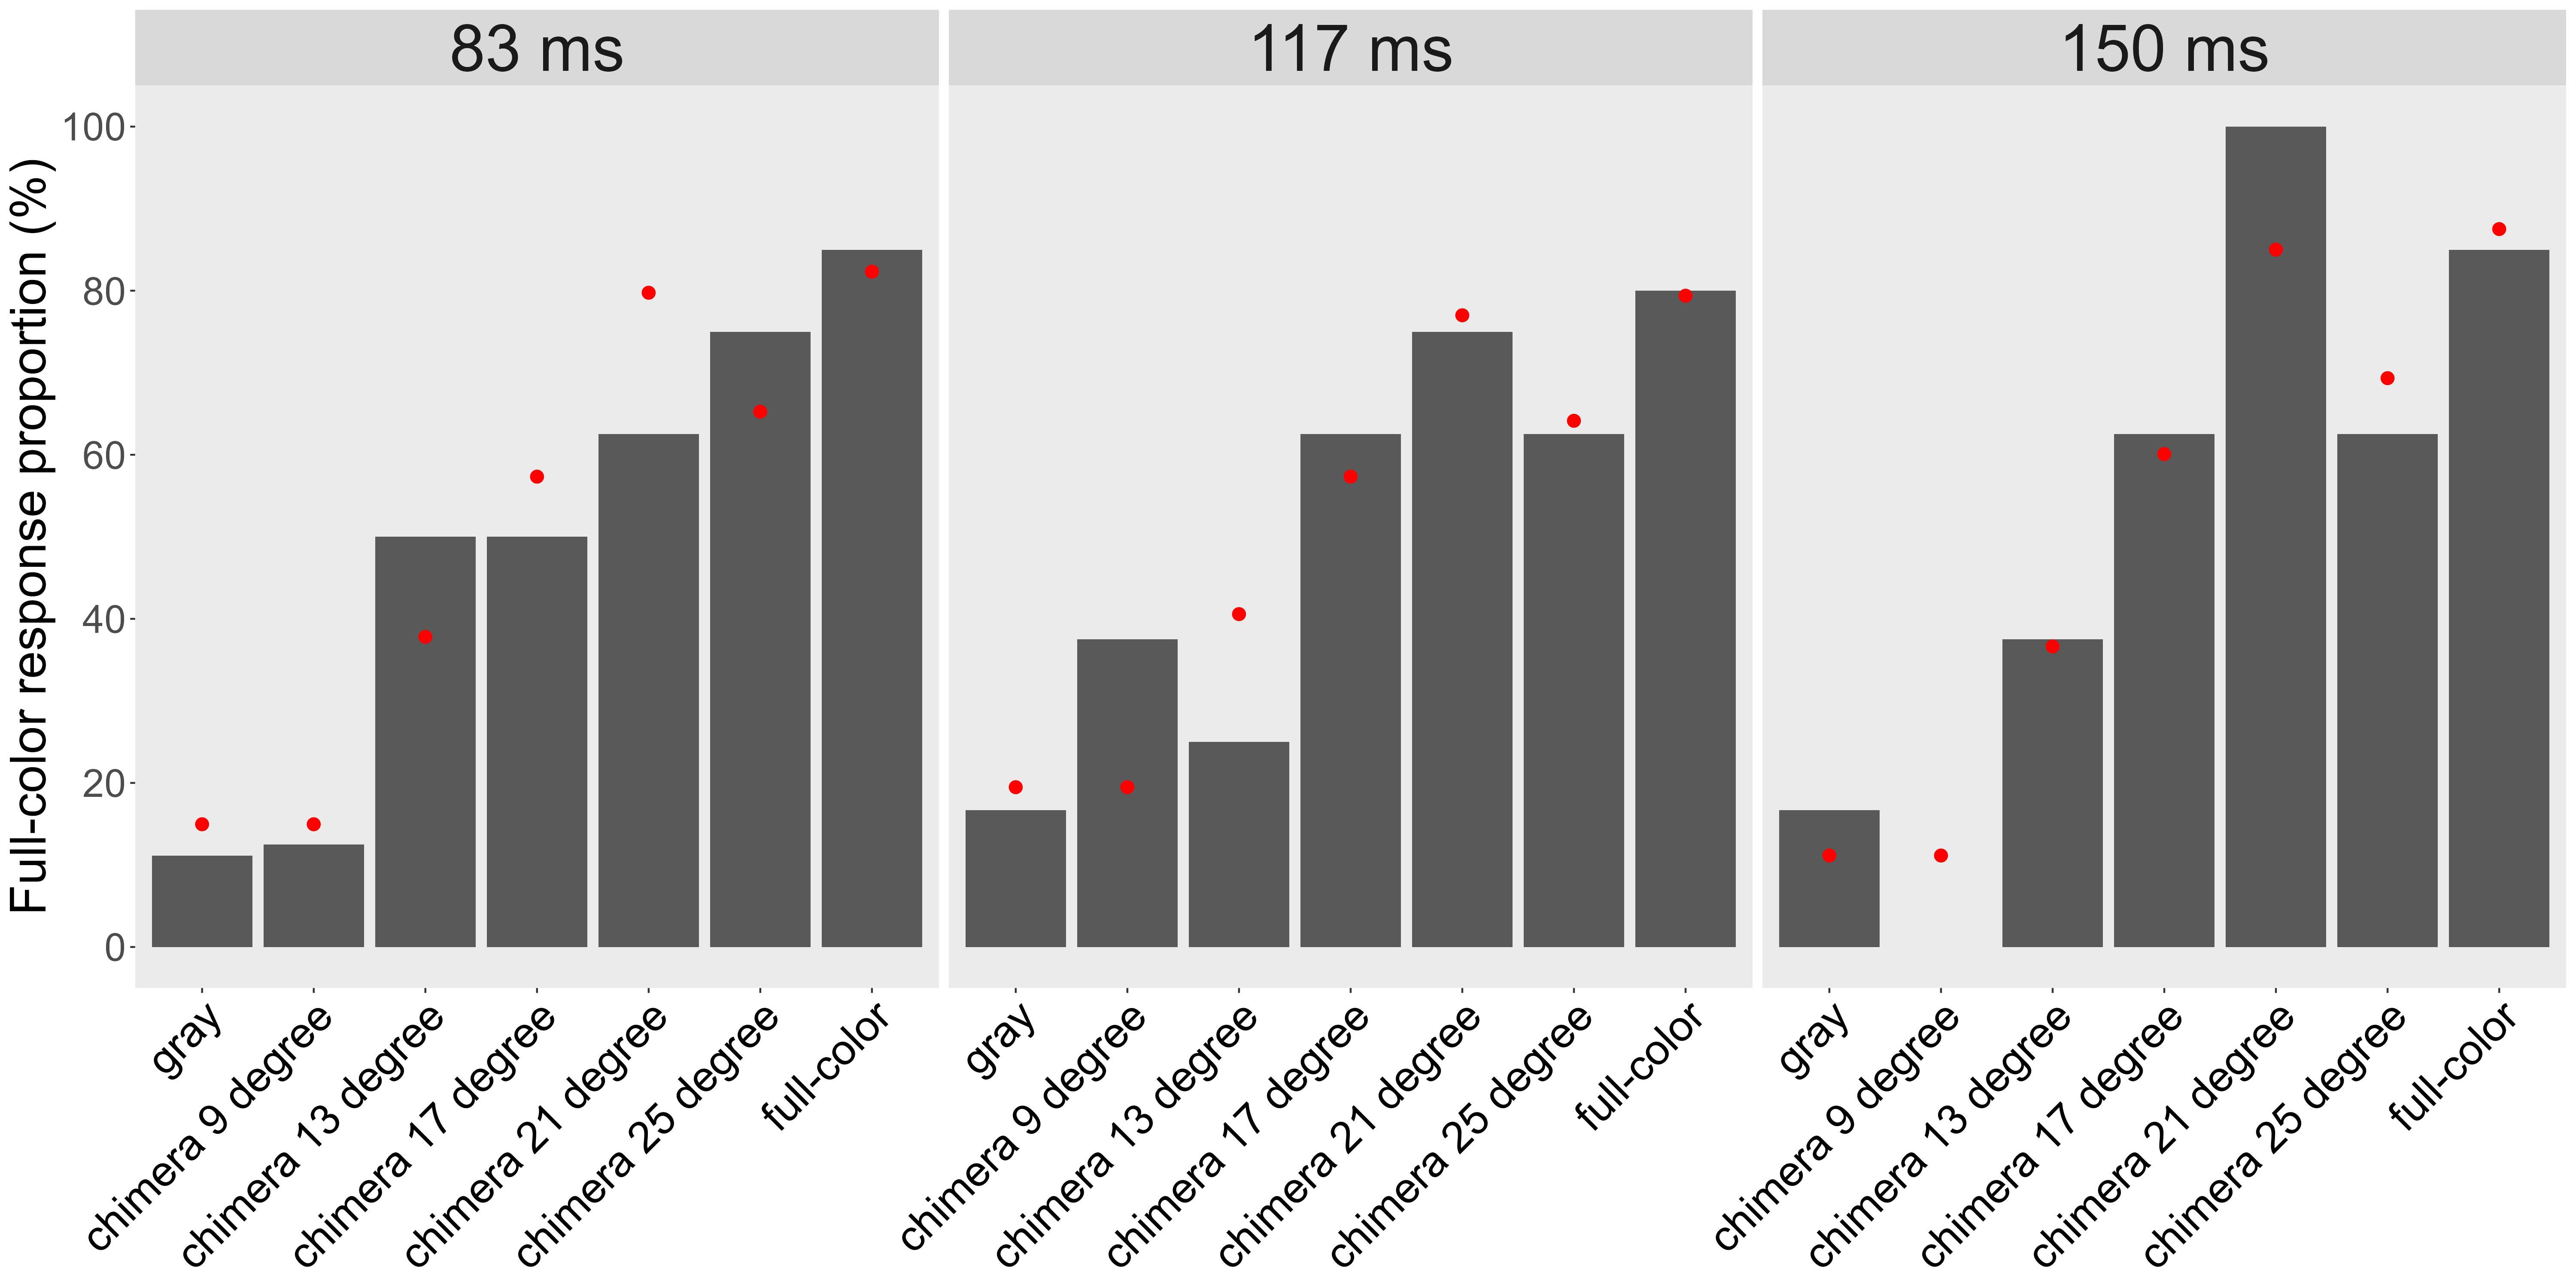 83 ms
117 ms
150 ms
Full-color response proportion (%)
100
80
60
40
20
0
gray
chimera 9 degree
chimera 13 degree
chimera 17 degree
chimera 21 degree
chimera 25 degree
full-color
gray
chimera 9 degree
chimera 13 degree
chimera 17 degree
chimera 21 degree
chimera 25 degree
full-color
gray
chimera 9 degree
chimera 13 degree
chimera 17 degree
chimera 21 degree
chimera 25 degree
full-color